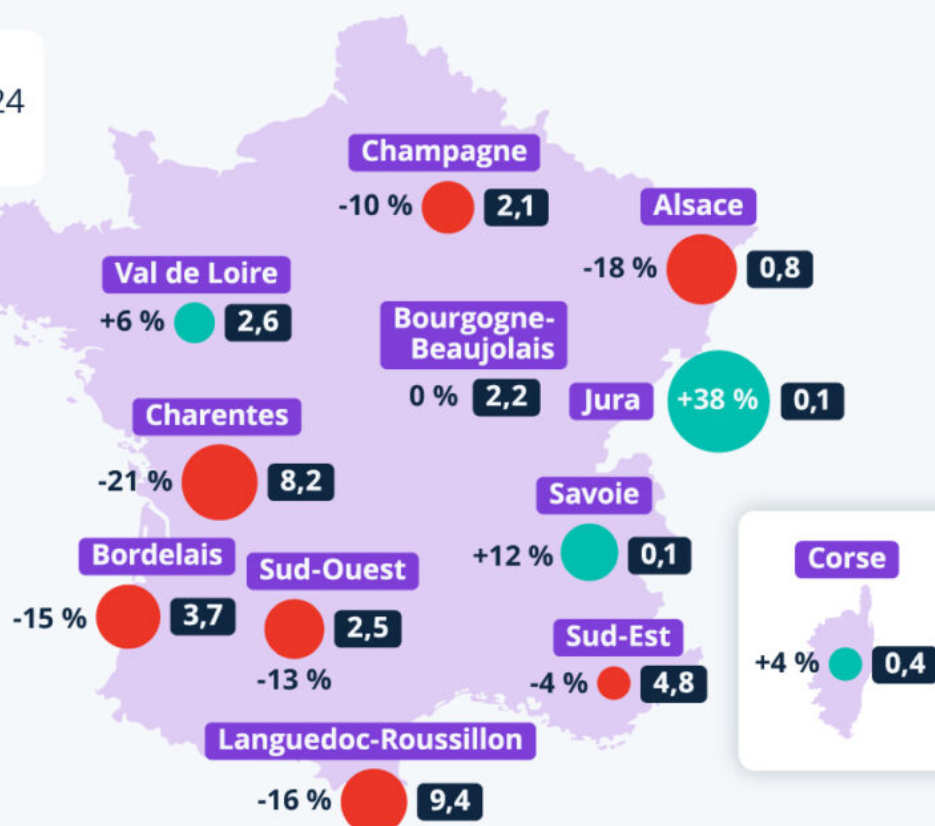 24
Champagne
-10 % 2,1
Alsace
-18 % 0,8
Val de Loire
+6 % 2,6
Bourgogne-
Beaujolais
0 % 2,2
Jura +38 % 0,1
Charentes
-21 % 8,2
Savoie
+12 % 0,1
Bordelais
-15 % 3,7
Sud-Ouest
2,5
-13 %
Sud-Est
-4 % 4,8
Corse
+4 % 0,4
Languedoc-Roussillon
-16 % 9,4